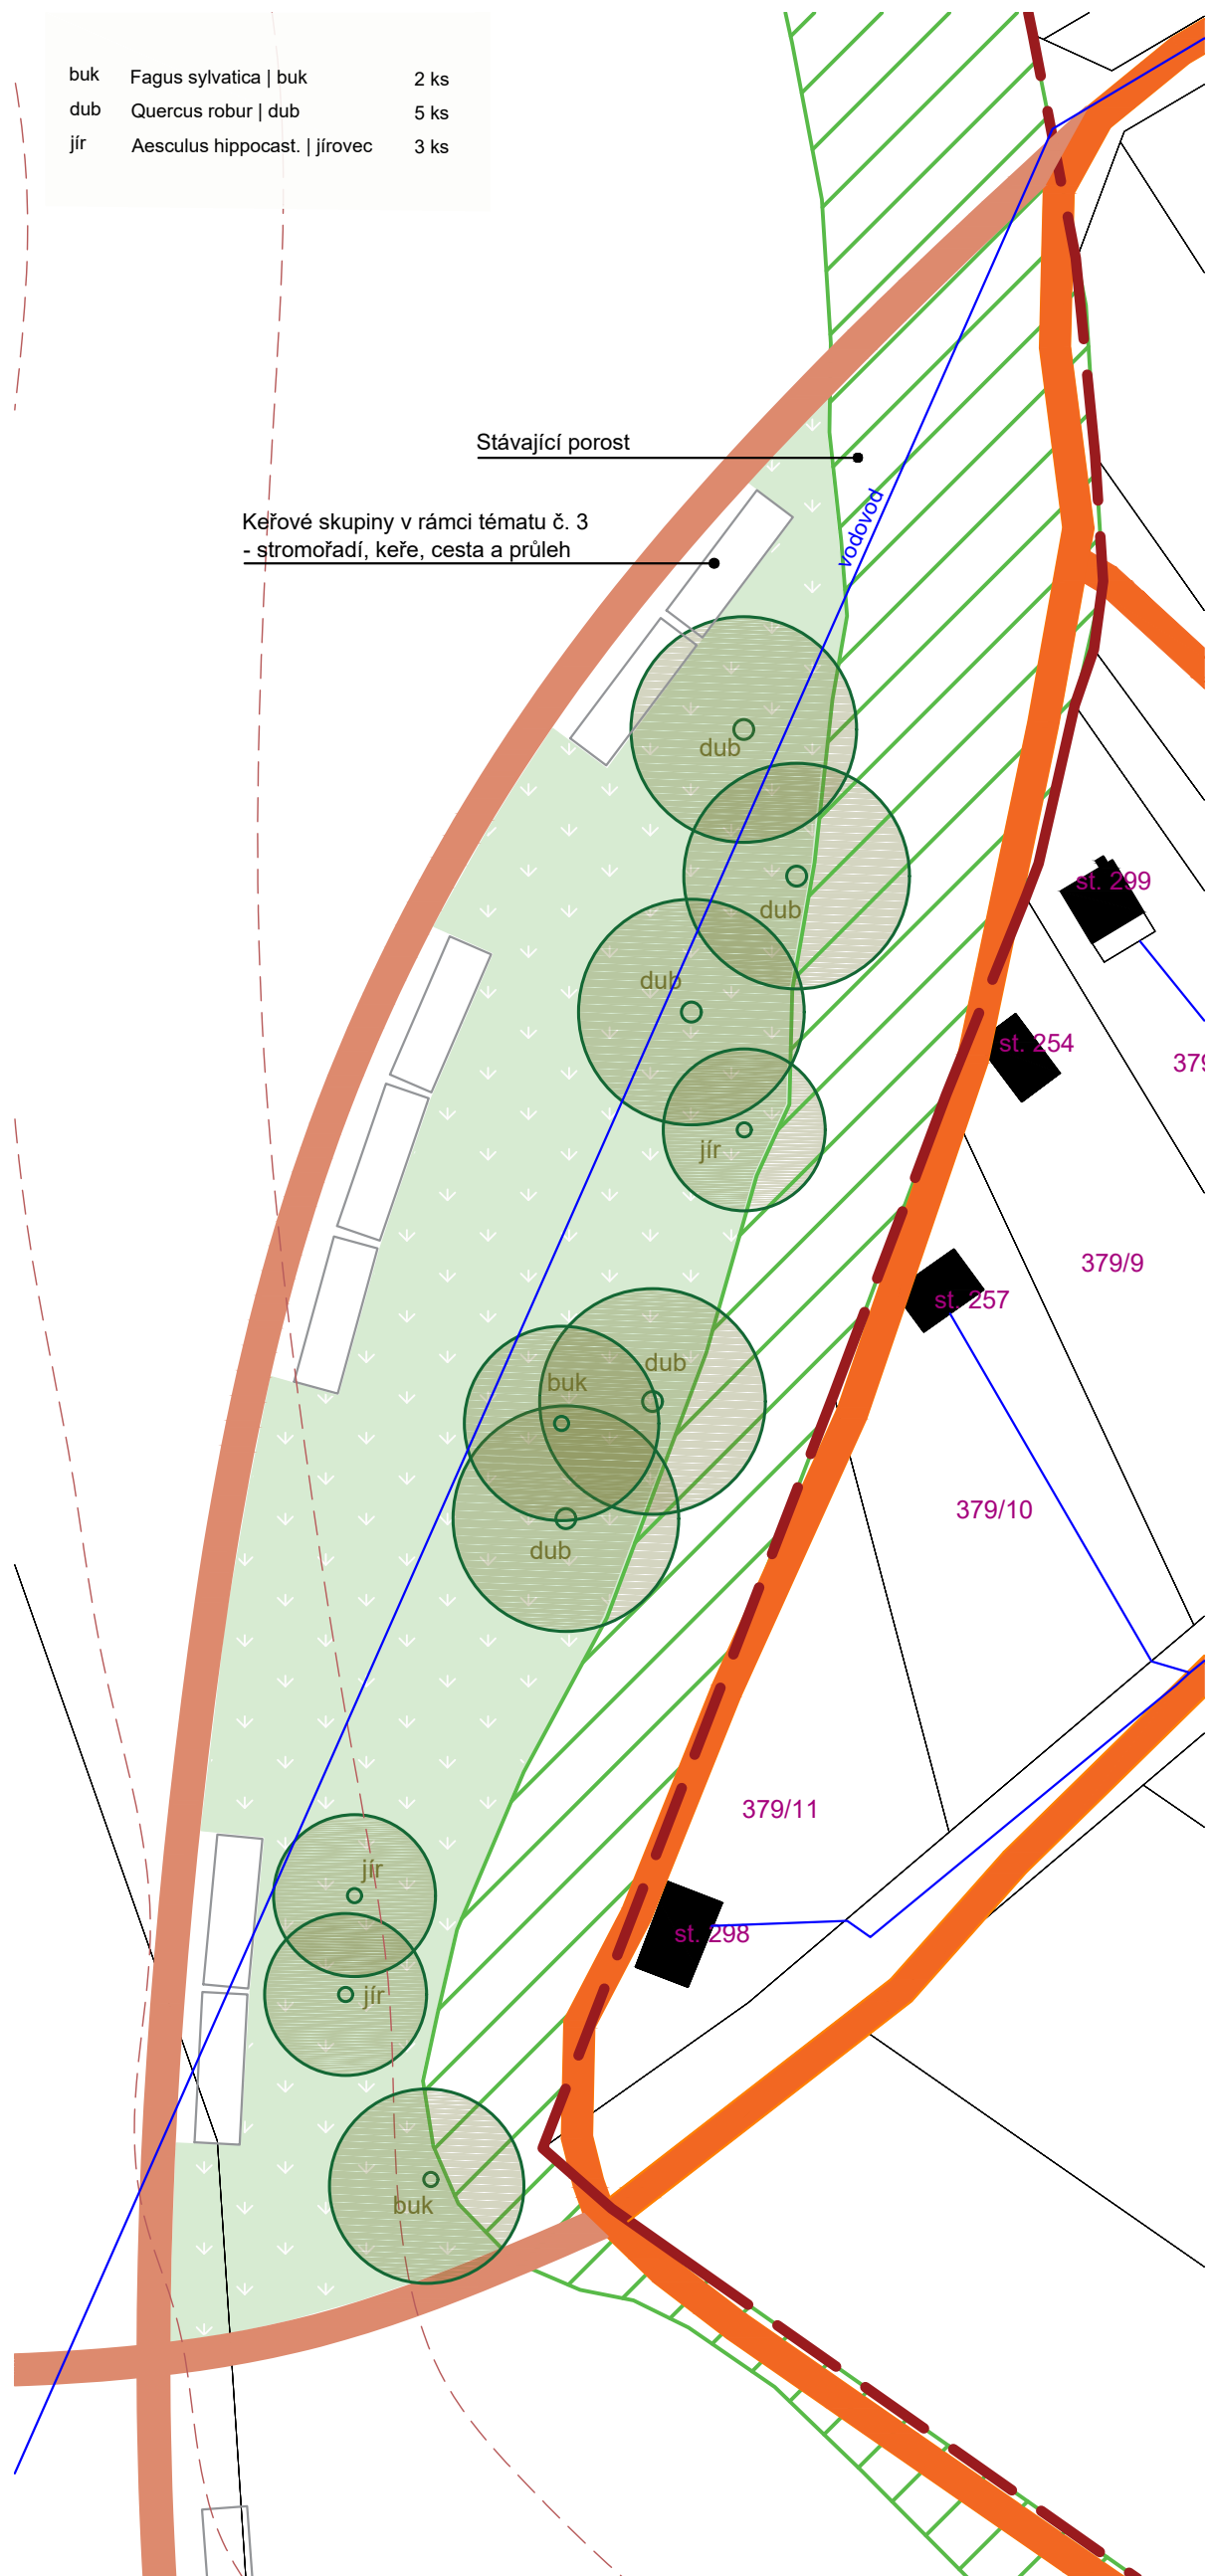 buk Fagus sylvatica | buk 2 ks
dub Quercus robur | dub 5 ks
jír Aesculus hippocast. | jírovec 3 ks
Stávající porost
vodovod
Keřové skupiny v rámci tématu č. 3
- stromořadí, keře, cesta a průleh
dub
st. 299
dub
dub
st. 254
379
jír
379/9
st. 257
dub
buk
379/10
dub
379/11
jír
st. 298
jír
buk